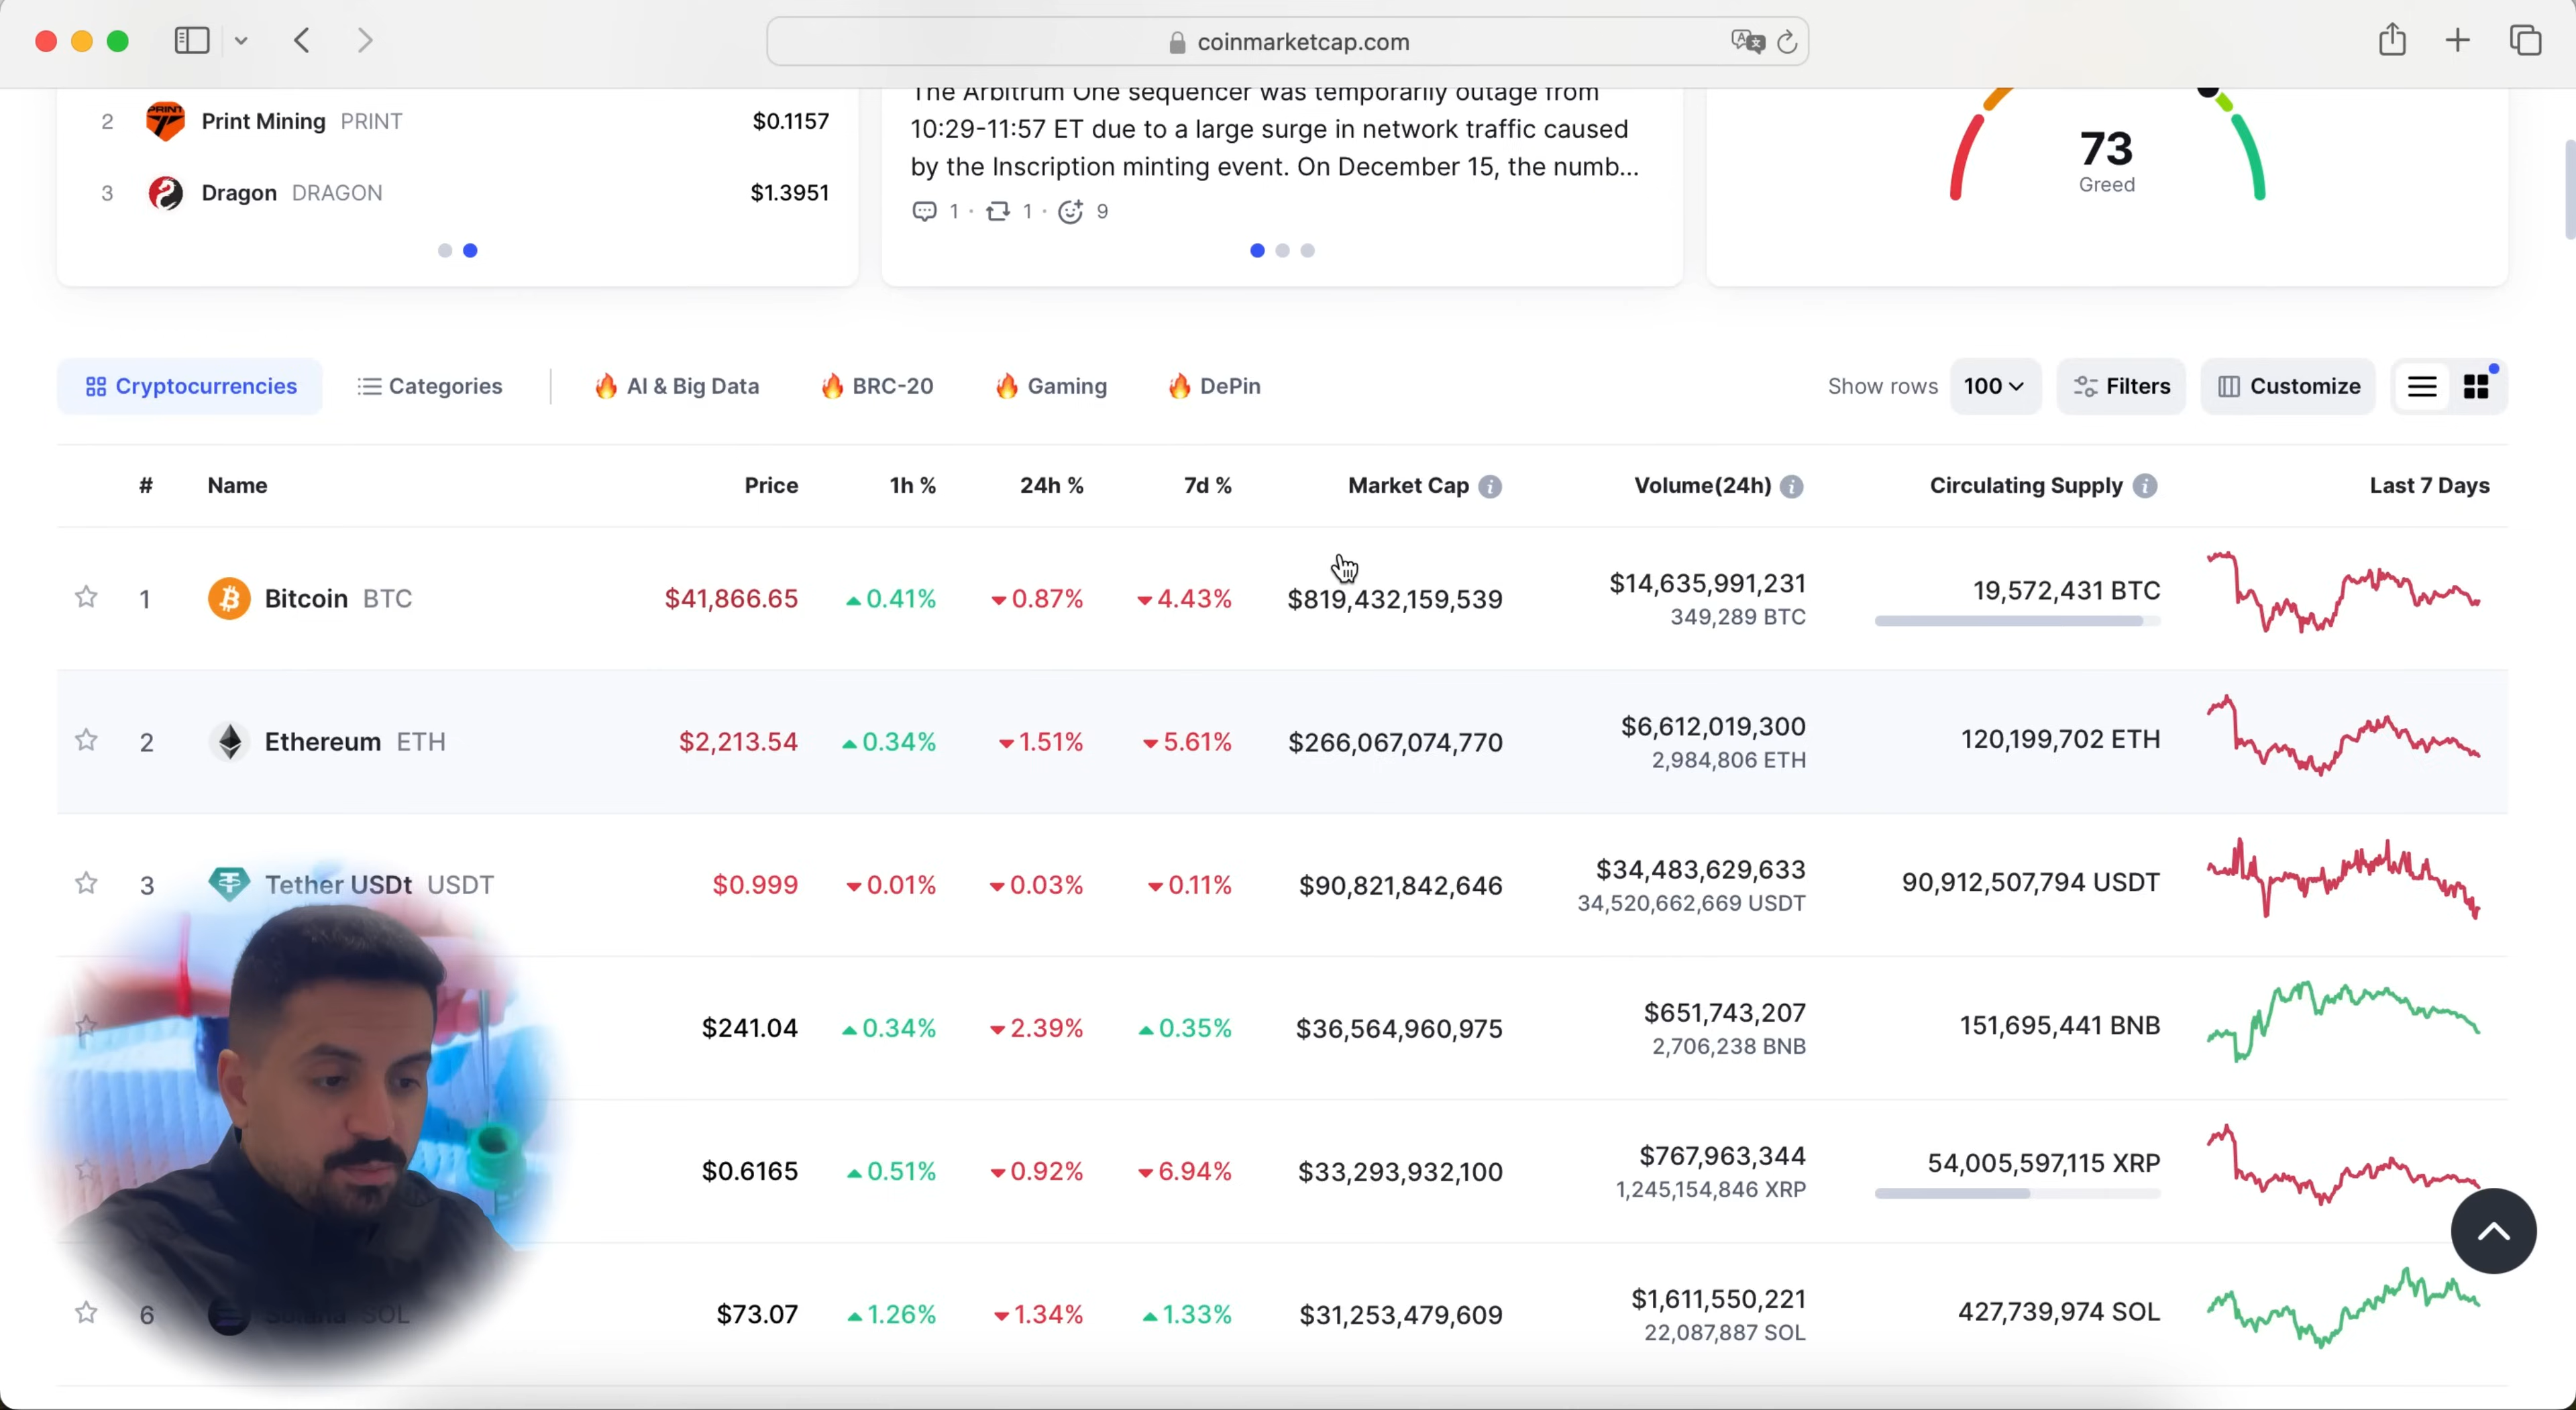 coinmarketcap.com
2 Print Mining PRINT $0.1157
3 Dragon DRAGON $1.3951
The Arbitrum One sequencer was temporarily outage from
10:29-11:57 ET due to a large surge in network traffic caused
by the Inscription minting event. On December 15, the numb...
1 · 1 · 9
73
Greed
Cryptocurrencies Categories AI & Big Data BRC-20 Gaming DePin Show rows 100 Filters Customize
# Name Price 1h % 24h % 7d % Market Cap Volume(24h) Circulating Supply Last 7 Days
1 Bitcoin BTC $41,866.65 0.41% 0.87% 4.43% $819,432,159,539 $14,635,991,231 19,572,431 BTC
349,289 BTC
2 Ethereum ETH $2,213.54 0.34% 1.51% 5.61% $266,067,074,770 $6,612,019,300 120,199,702 ETH
2,984,806 ETH
3 Tether USDt USDT $0.999 0.01% 0.03% 0.11% $90,821,842,646 $34,483,629,633 90,912,507,794 USDT
34,520,662,669 USDT
$241.04 0.34% 2.39% 0.35% $36,564,960,975 $651,743,207 151,695,441 BNB
2,706,238 BNB
$0.6165 0.51% 0.92% 6.94% $33,293,932,100 $767,963,344 54,005,597,115 XRP
1,245,154,846 XRP
6 Solana SOL $73.07 1.26% 1.34% 1.33% $31,253,479,609 $1,611,550,221 427,739,974 SOL
22,087,887 SOL